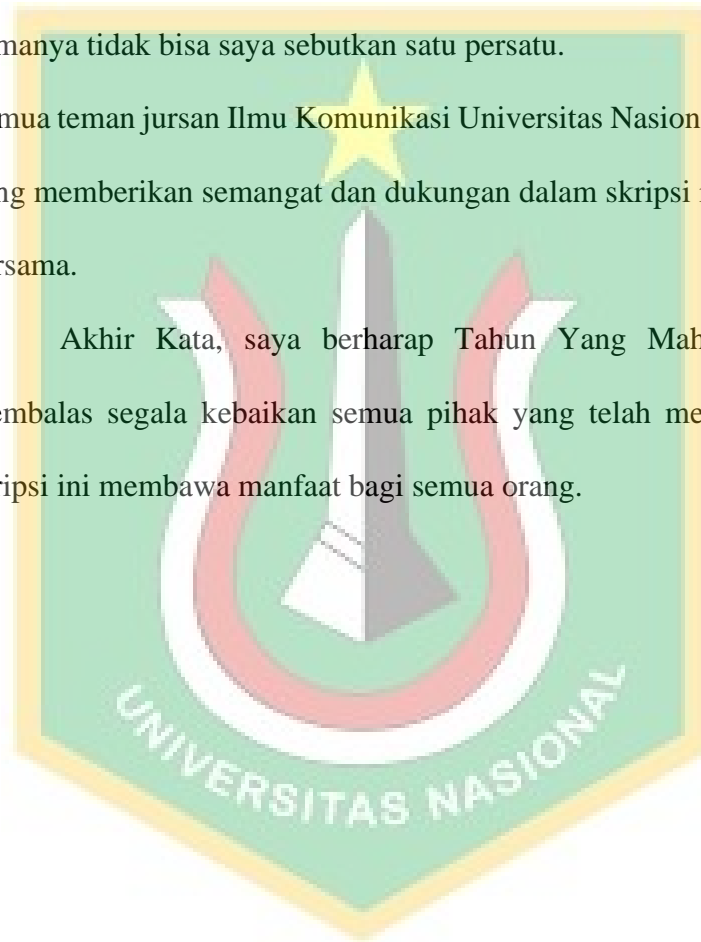 manya tidak bisa saya sebutkan satu persatu.
mua teman jursan Ilmu Komunikasi Universitas Nasion
ng memberikan semangat dan dukungan dalam skripsi
rsama.
Akhir Kata, saya berharap Tahun Yang Mah
embalas segala kebaikan semua pihak yang telah me
ripsi ini membawa manfaat bagi semua orang.
UNIVERSITAS NASIONAL